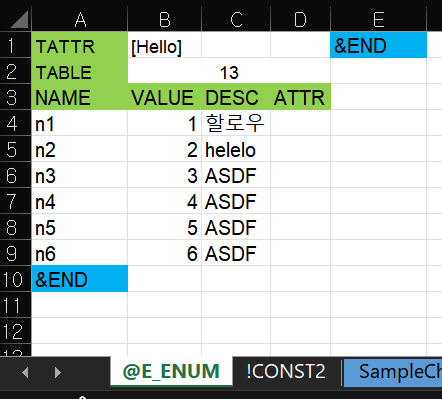 A B C D E
1 TATTR [Hello] &END
2 TABLE 13
3 NAME VALUE DESC ATTR
4 n1 1 할로우
5 n2 2 helelo
6 n3 3 ASDF
7 n4 4 ASDF
8 n5 5 ASDF
9 n6 6 ASDF
10 &END
11
12
@E_ENUM !CONST2 SampleCh